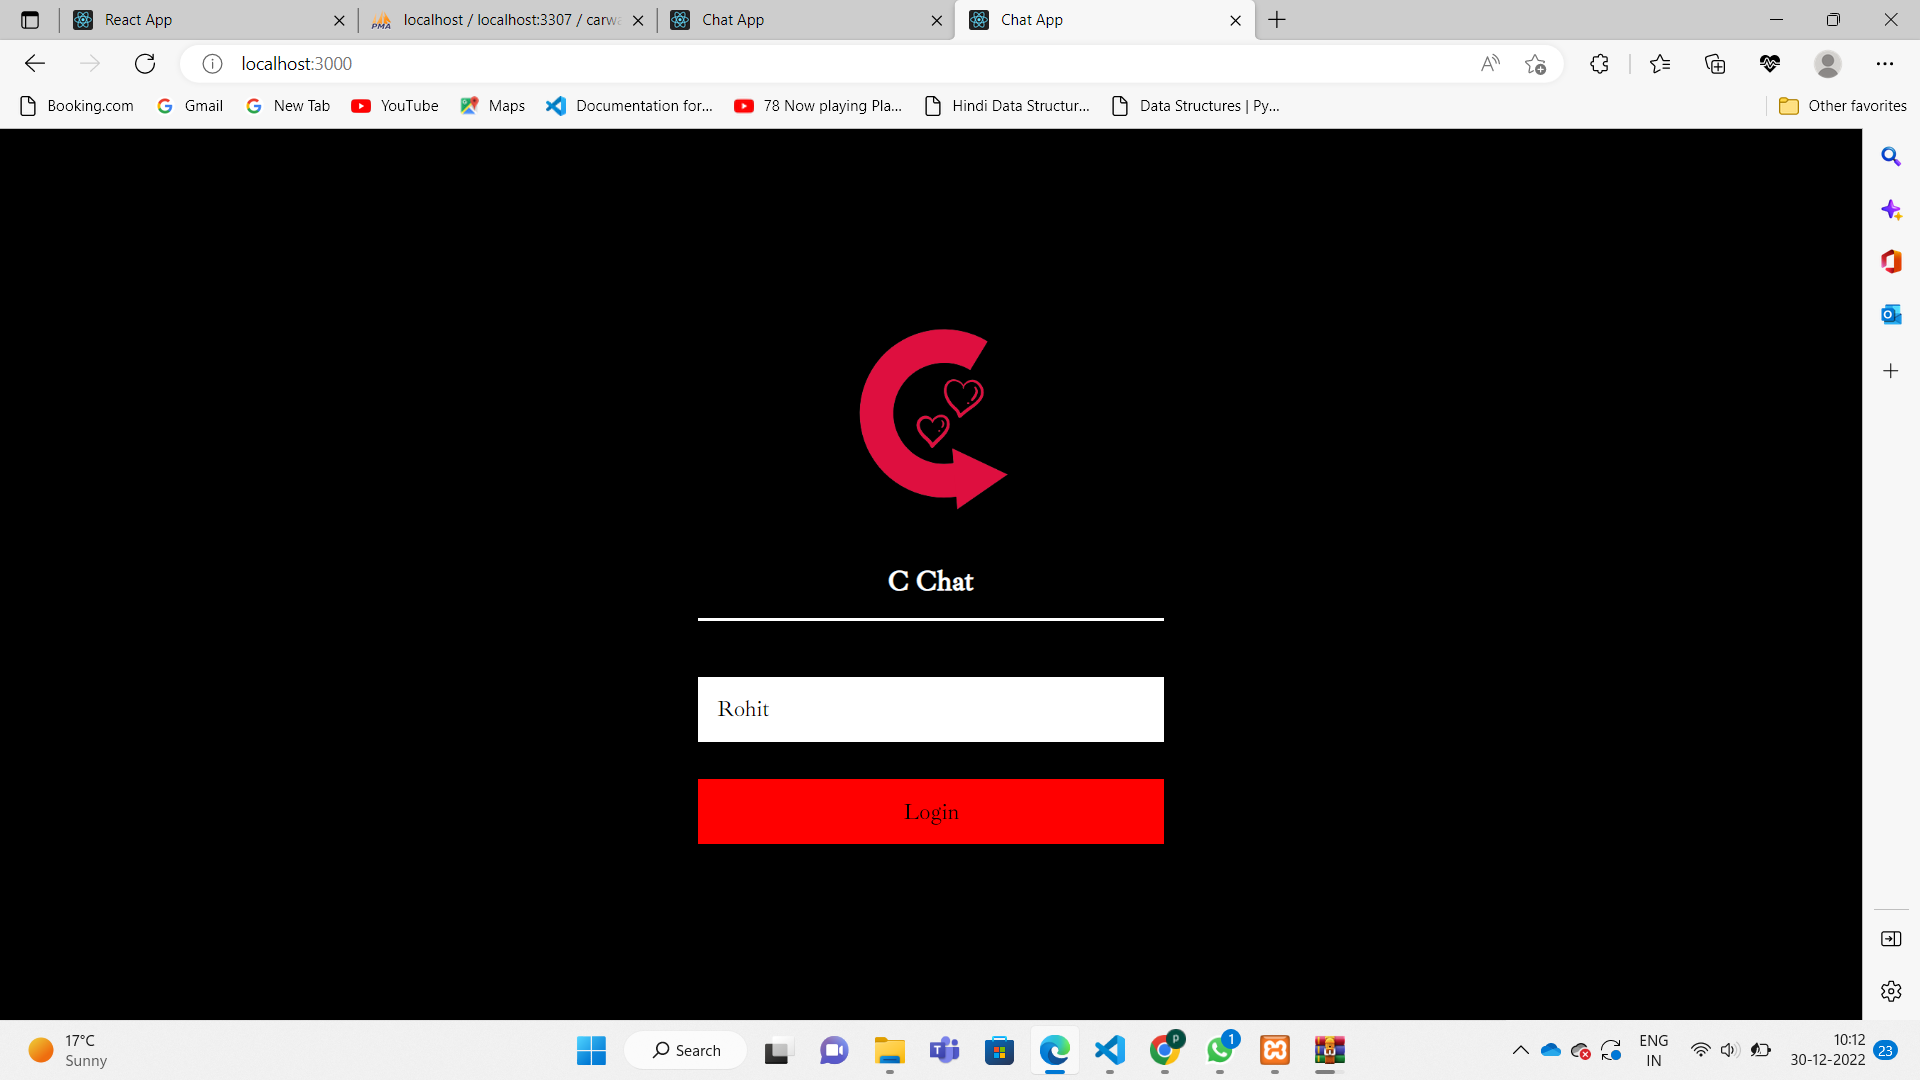 React App
localhost / localhost:3307 / carwa
Chat App
Chat App
localhost:3000
Booking.com
Gmail
New Tab
YouTube
Maps
Documentation for...
78 Now playing Pla...
Hindi Data Structur...
Data Structures | Py...
Other favorites
C Chat
Rohit
Login
17°C
Sunny
Search
P
1
ENG
IN
10:12
30-12-2022
23